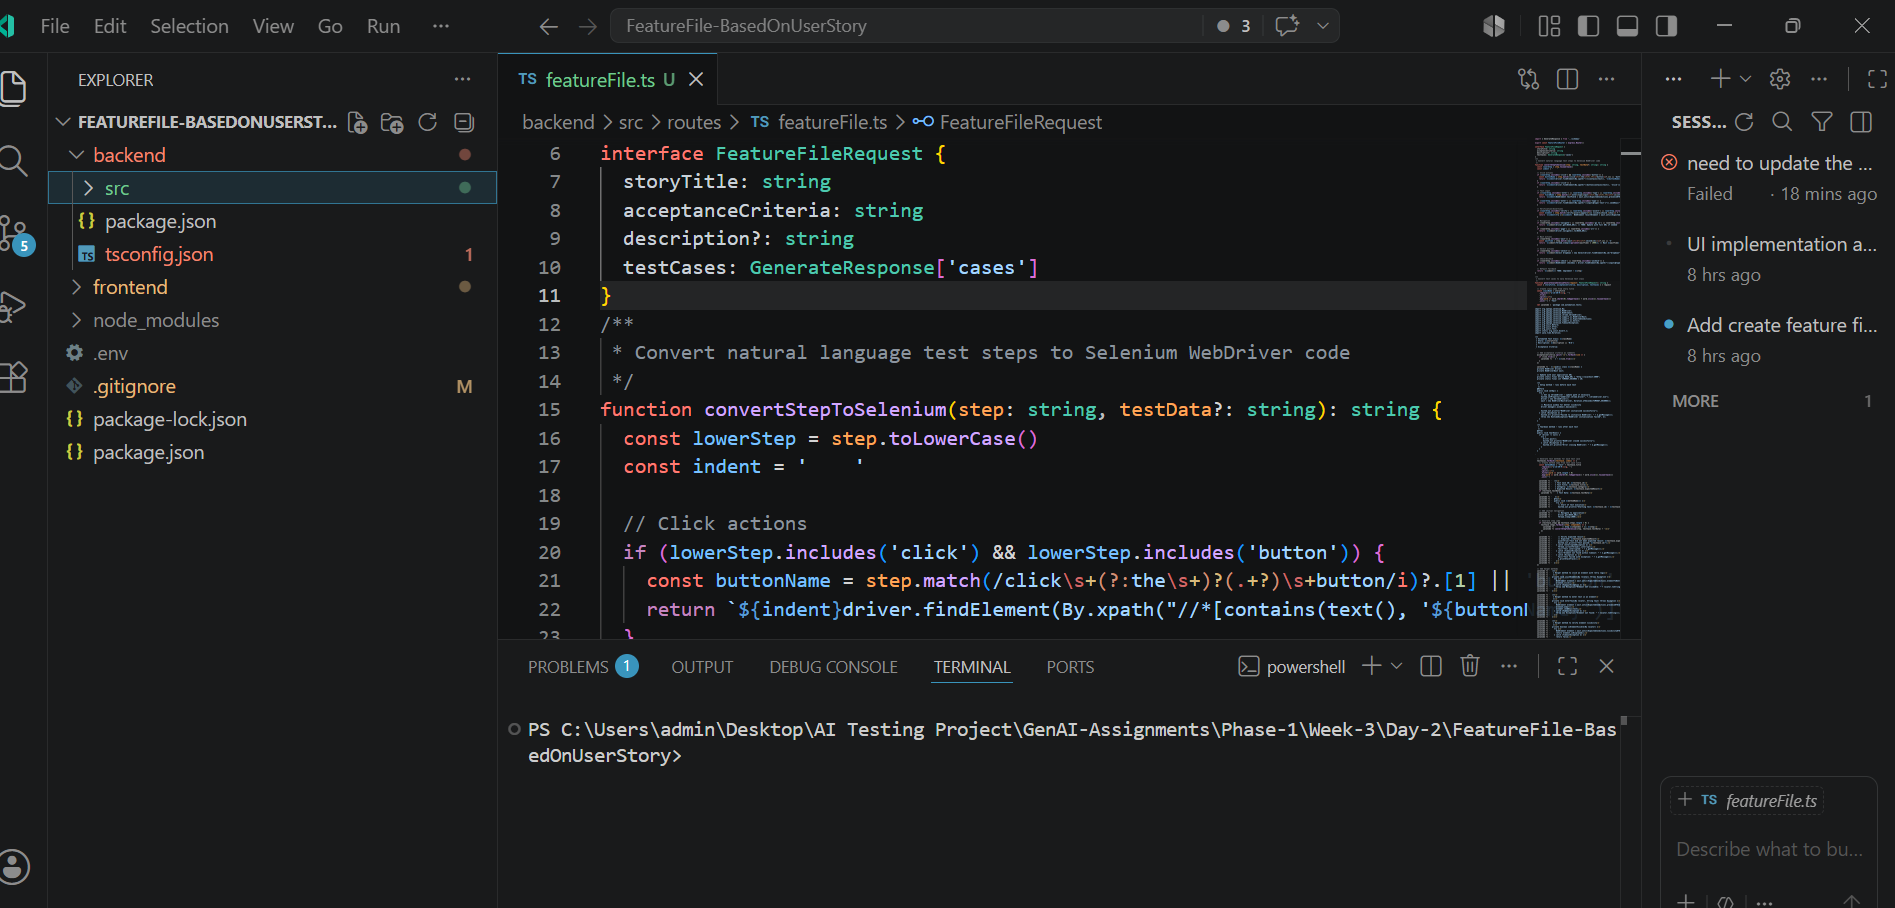 File Edit Selection View Go Run ···
FeatureFile-BasedOnUserStory
3
EXPLORER
FEATUREFILE-BASEDONUSERST...
backend
src
package.json
tsconfig.json 1
frontend
node_modules
.env
.gitignore M
package-lock.json
package.json
5
TS featureFile.ts U
backend > src > routes > TS featureFile.ts > FeatureFileRequest
6 interface FeatureFileRequest {
7 storyTitle: string
8 acceptanceCriteria: string
9 description?: string
10 testCases: GenerateResponse['cases']
11 }
12 /**
13 * Convert natural language test steps to Selenium WebDriver code
14 */
15 function convertStepToSelenium(step: string, testData?: string): string {
16 const lowerStep = step.toLowerCase()
17 const indent = '    '
18
19 // Click actions
20 if (lowerStep.includes('click') && lowerStep.includes('button')) {
21 const buttonName = step.match(/click\s+(?:the\s+)?(.+?)\s+button/i)?.[1] ||
22 return `${indent}driver.findElement(By.xpath("//*[contains(text(), '${button
23 }
PROBLEMS 1 OUTPUT DEBUG CONSOLE TERMINAL PORTS
powershell
PS C:\Users\admin\Desktop\AI Testing Project\GenAI-Assignments\Phase-1\Week-3\Day-2\FeatureFile-Bas
edOnUserStory>
SESS...
need to update the ...
Failed · 18 mins ago
UI implementation a...
8 hrs ago
Add create feature fi...
8 hrs ago
MORE 1
TS featureFile.ts
Describe what to bu...